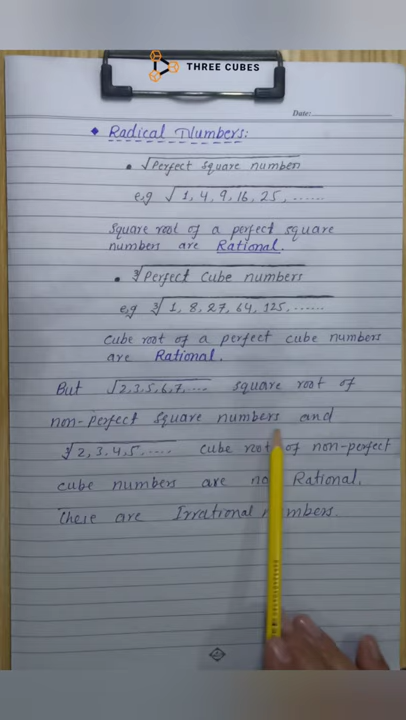 THREE CUBES
Date:
Radical Numbers:
√Perfect Square number
e.g √1, 4, 9, 16, 25, ......
Square root of a perfect square
numbers are Rational.
∛Perfect Cube numbers
e.g ∛1, 8, 27, 64, 125, ......
Cube root of a perfect cube numbers
are Rational.
But √2,3,5,6,7,.... square root of
non-perfect square numbers and
∛2, 3, 4, 5, .... cube root of non-perfect
cube numbers are no Rational.
These are Irrational numbers.